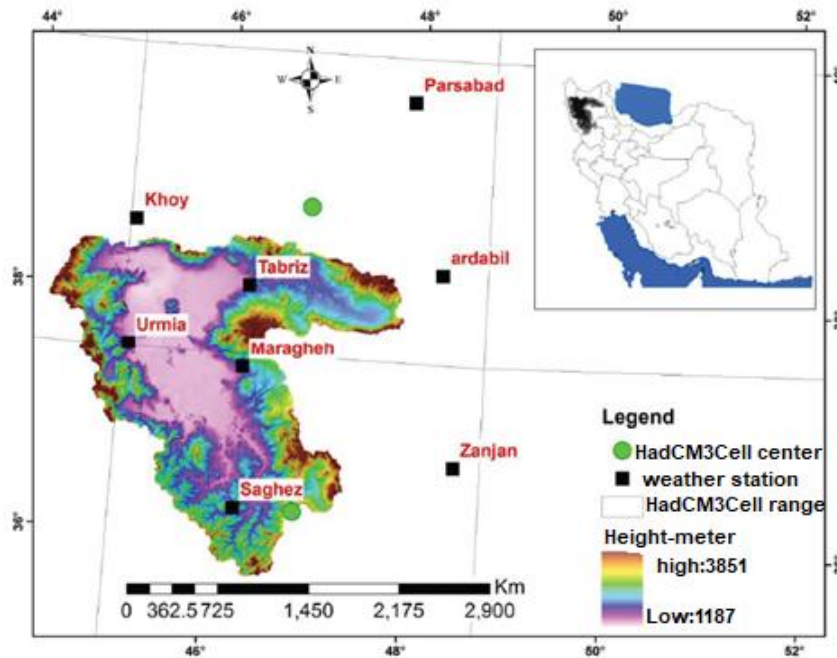 44° 46° 48° 50° 52°
N
W E
S
Parsabad
Khoy
ardabil
Tabriz
38°
Urmia
Maragheh
Zanjan
Saghez
36°
Legend
HadCM3Cell center
weather station
HadCM3Cell range
Height-meter
high:3851
Low:1187
Km
0 362.5725 1,450 2,175 2,900
46° 48° 50° 52°